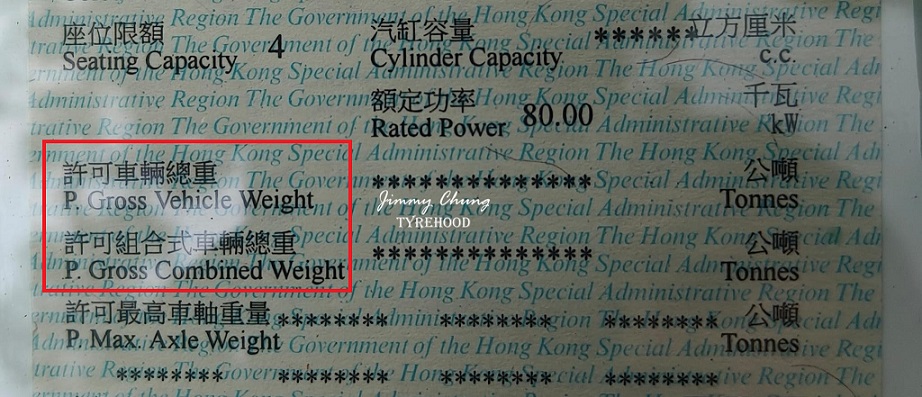 座位限額
Seating Capacity 4
汽缸容量 ****** 立方厘米
Cylinder Capacity c.c.
額定功率 千瓦
Rated Power 80.00 kW
許可車輛總重 ************** 公噸
P. Gross Vehicle Weight Tonnes
Jimmy Chung
TYREHOOD
許可組合式車輛總重 ************** 公噸
P. Gross Combined Weight Tonnes
許可最高車軸重量 ******** ******** ******** 公噸
P. Max. Axle Weight Tonnes
******** ******** ******** ********